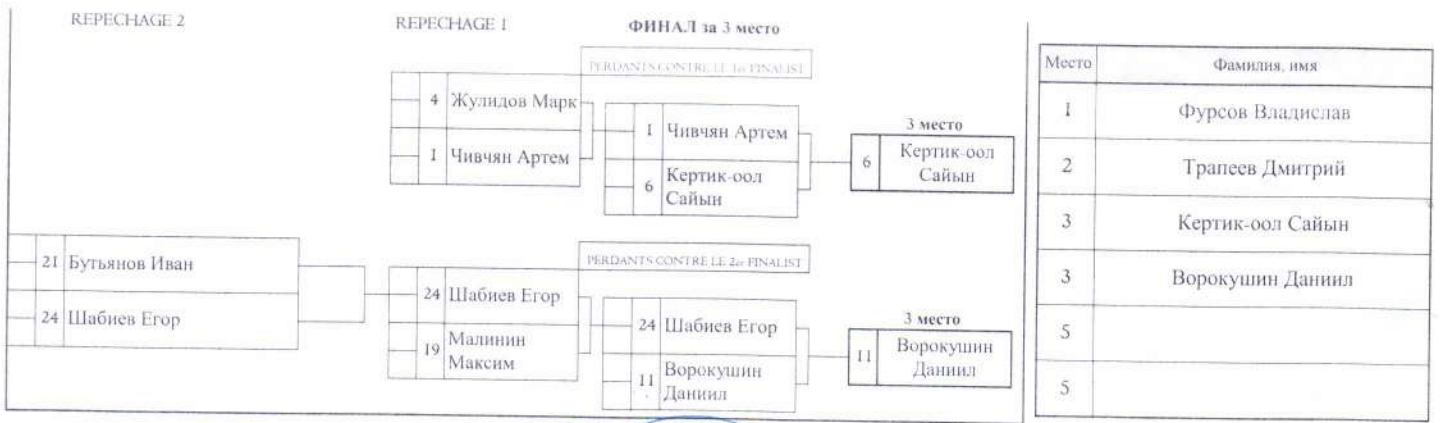 REPECHAGE 2
REPECHAGE 1
ФИНАЛ за 3 место
PERDANTS CONTRE LE 1er FINALIST
4 Жулидов Марк
1 Чивчян Артем
1 Чивчян Артем
6 Кертик-оол
Сайын
3 место
6 Кертик-оол
Сайын
21 Бутьянов Иван
24 Шабиев Егор
PERDANTS CONTRE LE 2er FINALIST
24 Шабиев Егор
19 Малинин
Максим
24 Шабиев Егор
11 Ворокушин
Даниил
3 место
11 Ворокушин
Даниил
Место Фамилия, имя
1 Фурсов Владислав
2 Трапеев Дмитрий
3 Кертик-оол Сайын
3 Ворокушин Даниил
5
5